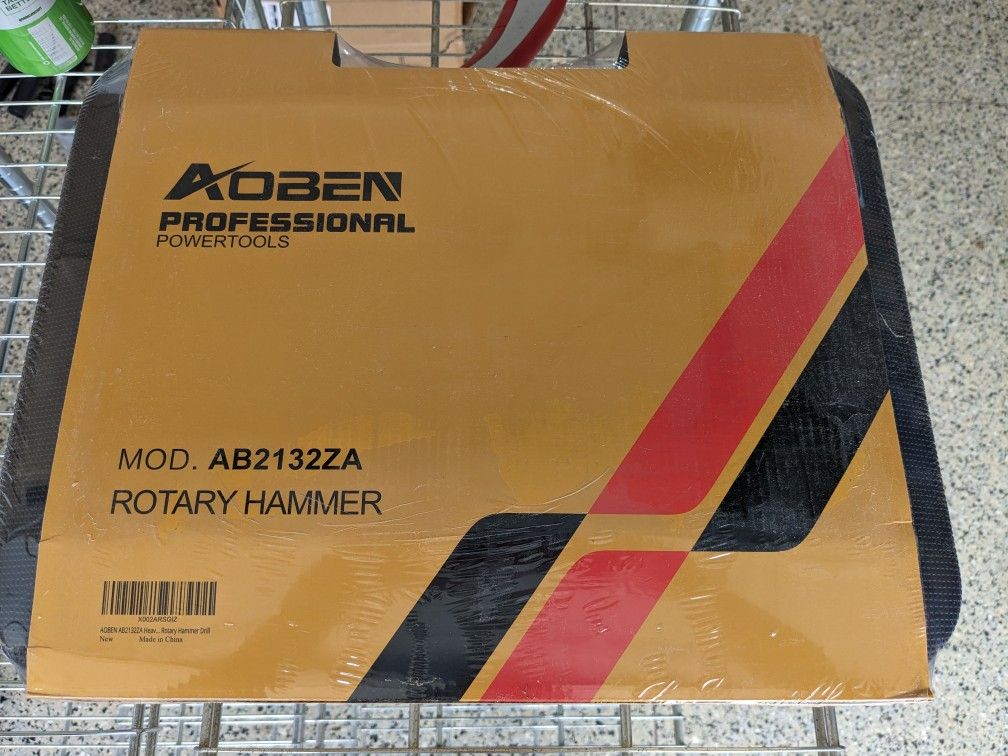 AOBEN
PROFESSIONAL
POWERTOOLS
MOD. AB2132ZA
ROTARY HAMMER
X002ARSGIZ
AOBEN AB2132ZA Heav... Rotary Hammer Drill
New Made in China